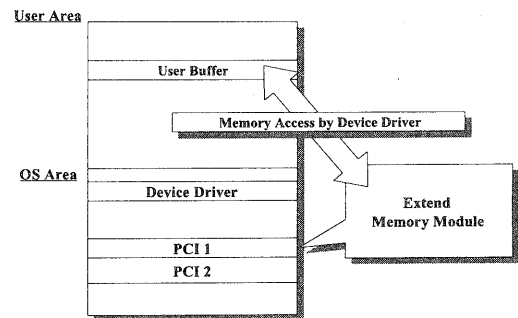 User Area
User Buffer
Memory Access by Device Driver
OS Area
Device Driver
Extend
Memory Module
PCI 1
PCI 2